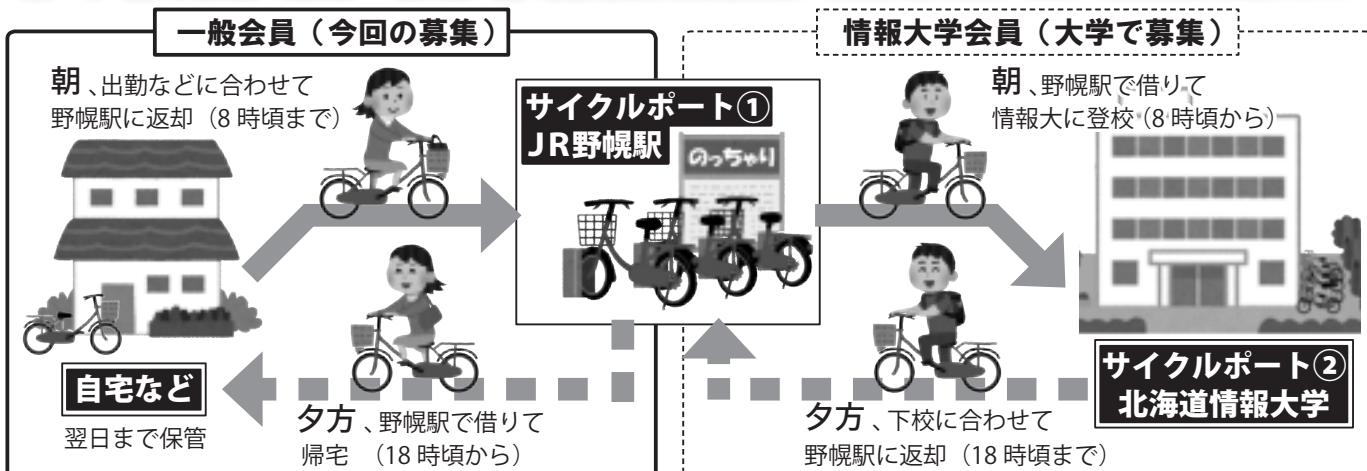 一般会員（今回の募集）
朝、出勤などに合わせて
野幌駅に返却（8時頃まで）
自宅など
翌日まで保管
夕方、野幌駅で借りて
帰宅 （18時頃から）
サイクルポート①
JR野幌駅
のっちゃり
情報大学会員（大学で募集）
朝、野幌駅で借りて
情報大に登校（8時頃から）
夕方、下校に合わせて
野幌駅に返却（18時頃まで）
サイクルポート②
北海道情報大学